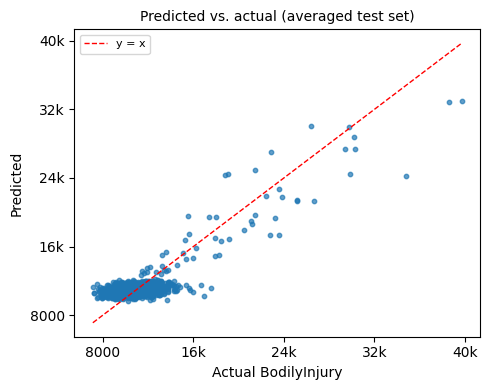 Predicted vs. actual (averaged test set)
y = x
40k
32k
24k
16k
8000
Predicted
8000 16k 24k 32k 40k
Actual BodilyInjury